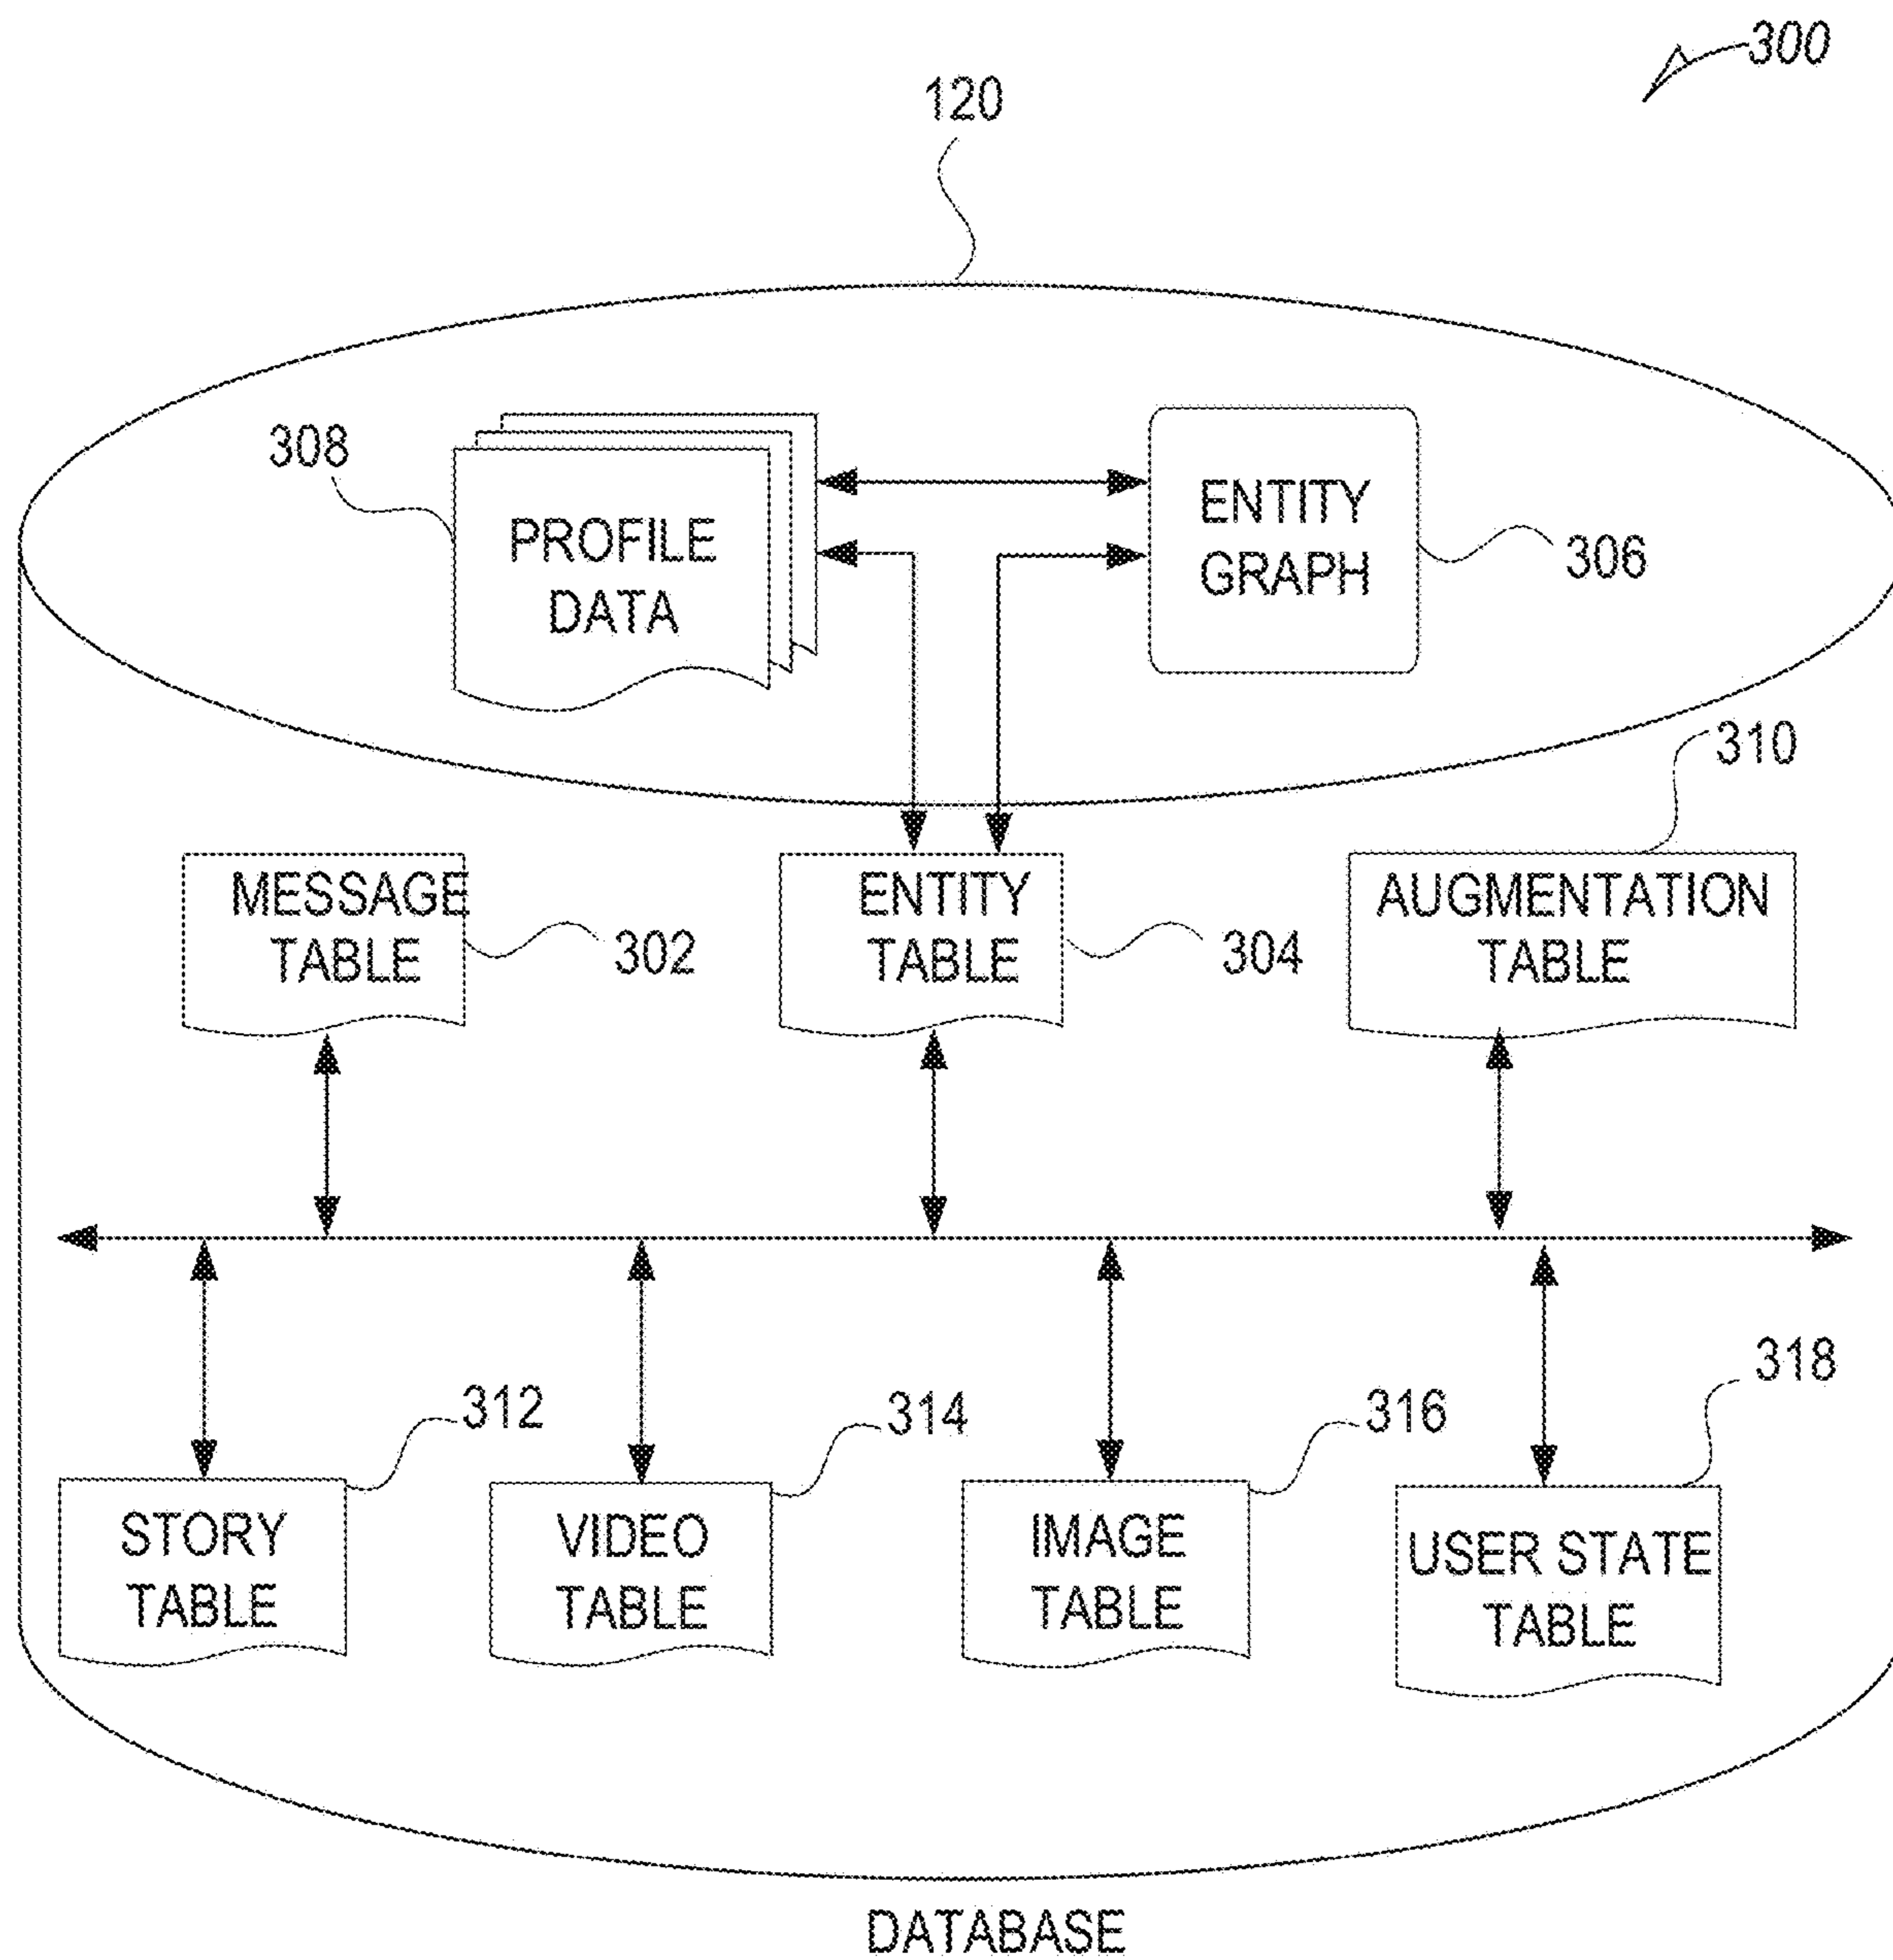 300
120
308
PROFILE
DATA
ENTITY
GRAPH
306
310
MESSAGE
TABLE
302
ENTITY
TABLE
304
AUGMENTATION
TABLE
312
314
316
318
STORY
TABLE
VIDEO
TABLE
IMAGE
TABLE
USER STATE
TABLE
DATABASE